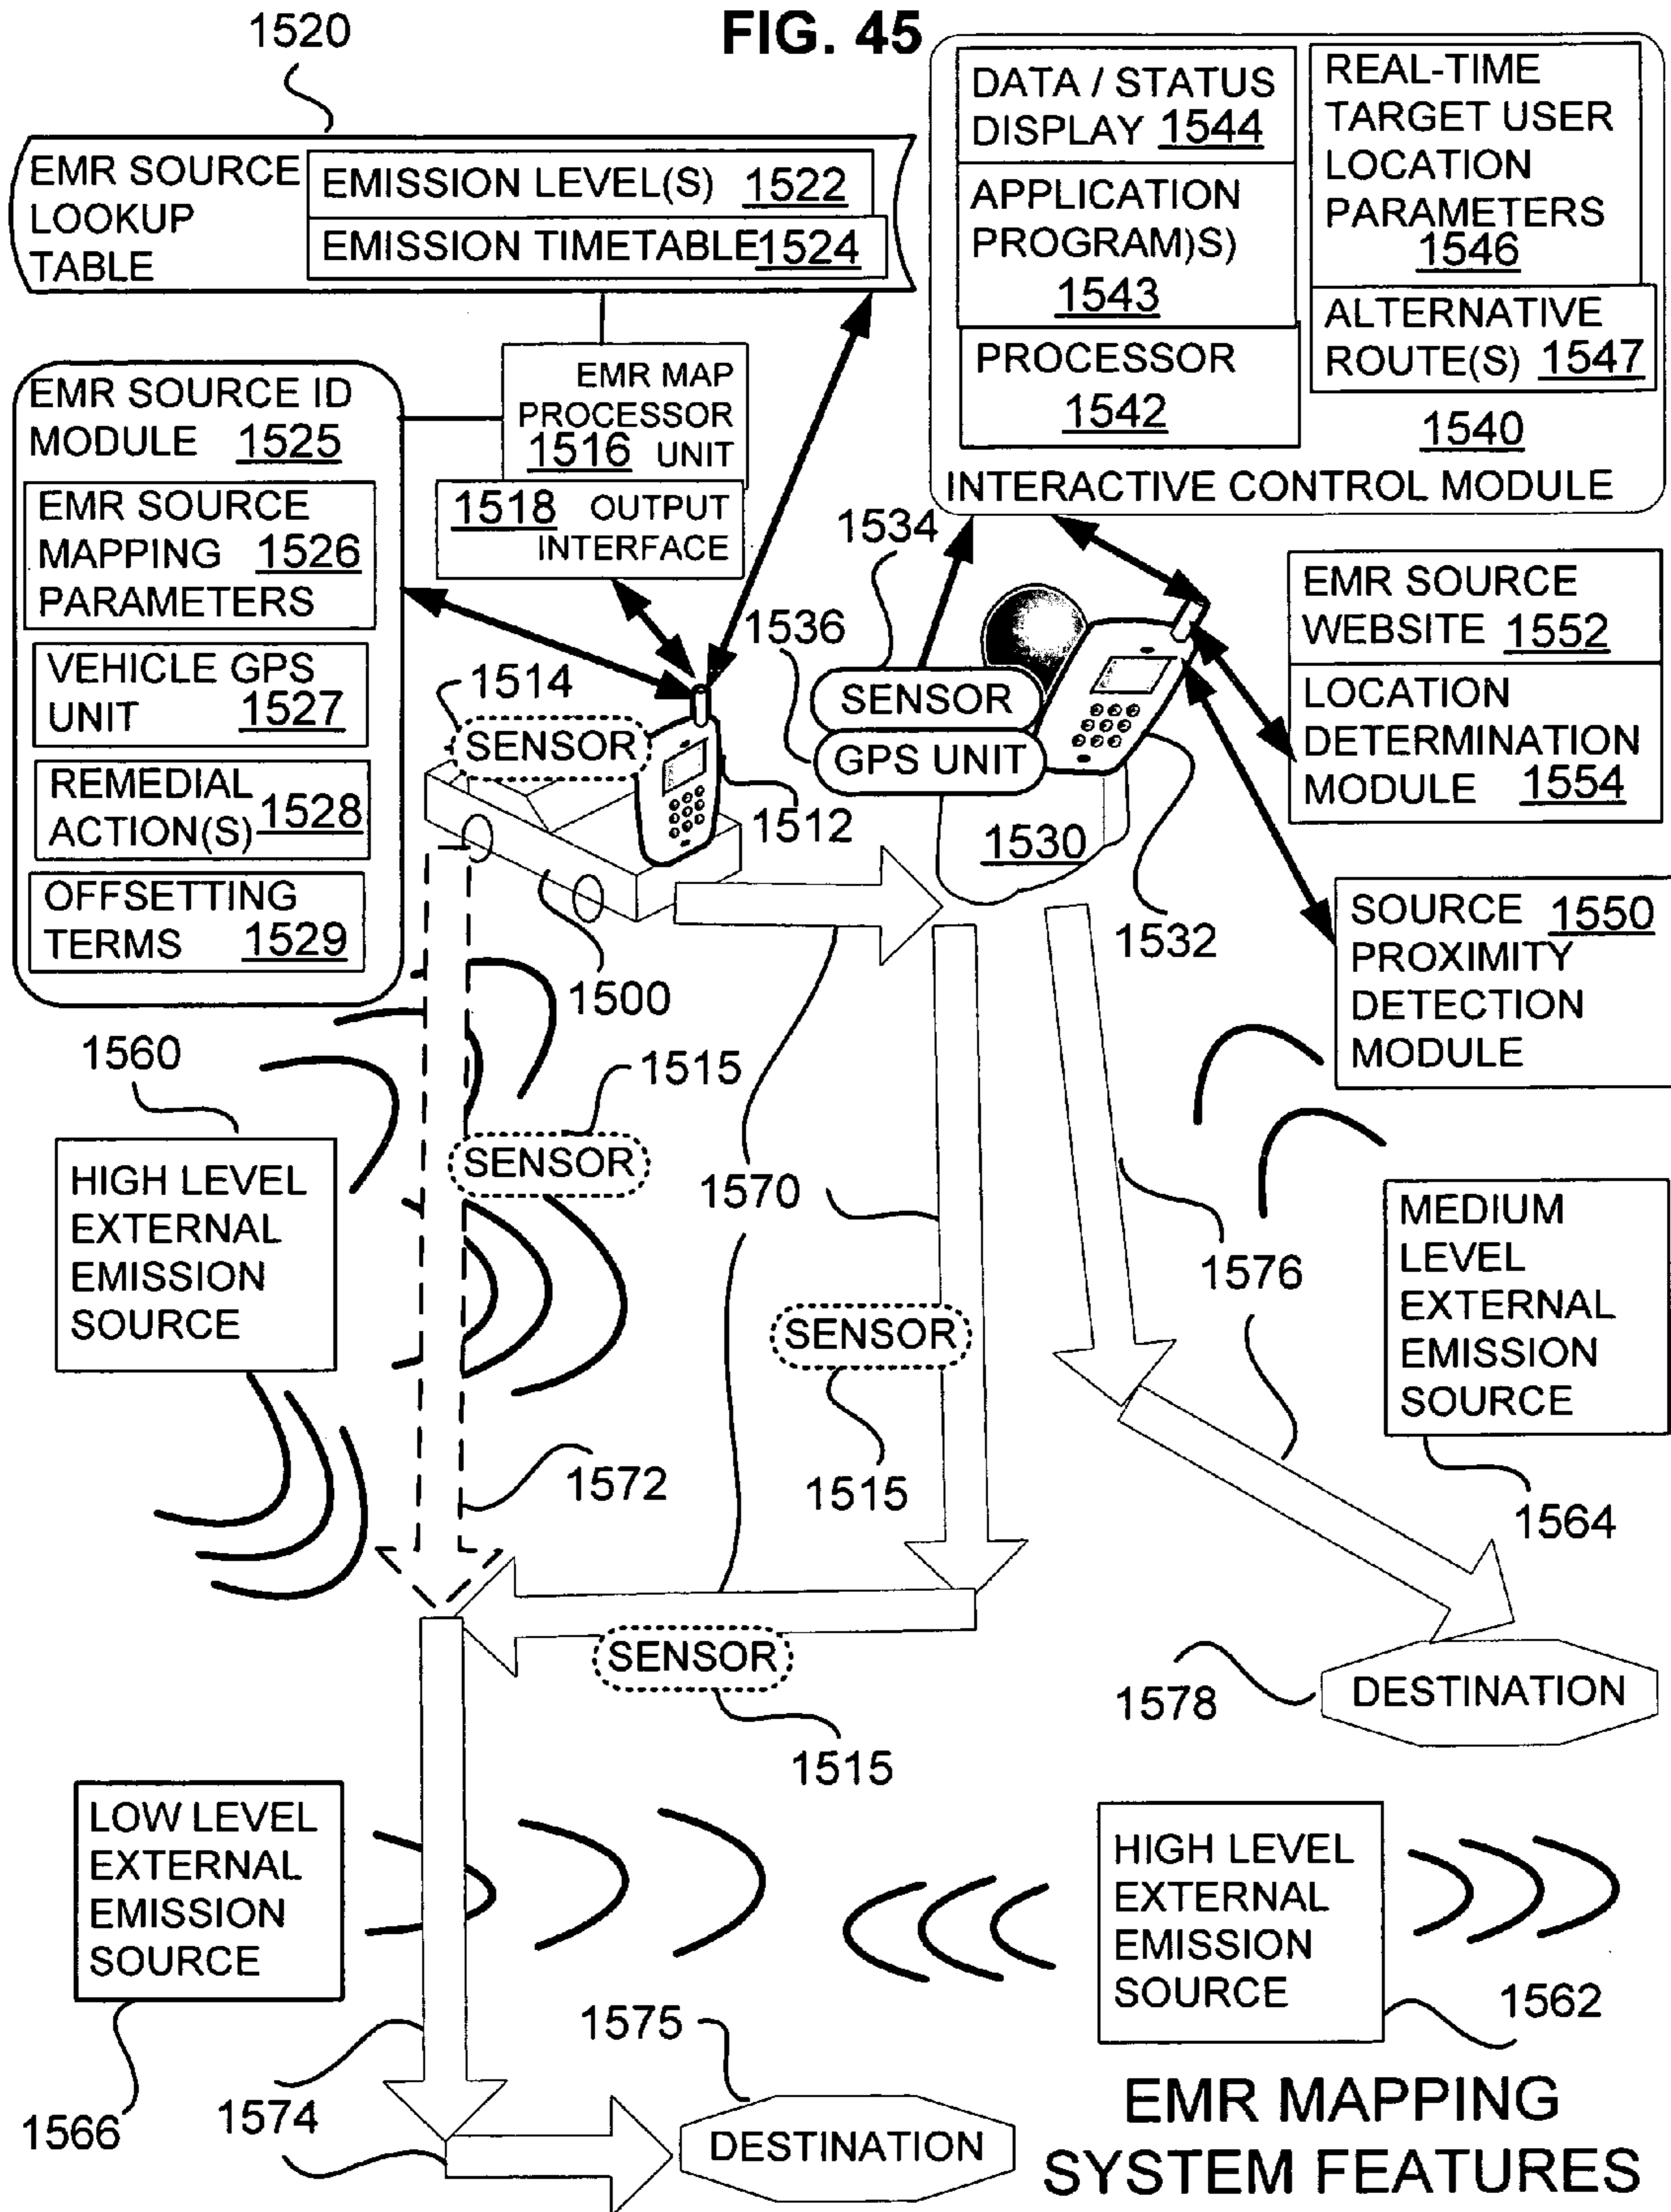 FIG. 45
1520
EMR SOURCE
LOOKUP
TABLE
EMISSION LEVEL(S) 1522
EMISSION TIMETABLE 1524
DATA / STATUS
DISPLAY 1544
APPLICATION
PROGRAM)S)
1543
PROCESSOR
1542
REAL-TIME
TARGET USER
LOCATION
PARAMETERS
1546
ALTERNATIVE
ROUTE(S) 1547
1540
INTERACTIVE CONTROL MODULE
EMR SOURCE ID
MODULE 1525
EMR SOURCE
MAPPING 1526
PARAMETERS
VEHICLE GPS
UNIT 1527
REMEDIAL
ACTION(S) 1528
OFFSETTING
TERMS 1529
EMR MAP
PROCESSOR
1516 UNIT
1518 OUTPUT
INTERFACE
1534
1536
SENSOR
GPS UNIT
1514
SENSOR
1512
1530
1532
1500
EMR SOURCE
WEBSITE 1552
LOCATION
DETERMINATION
MODULE 1554
SOURCE 1550
PROXIMITY
DETECTION
MODULE
1560
HIGH LEVEL
EXTERNAL
EMISSION
SOURCE
1515
SENSOR
1570
SENSOR
1515
1576
MEDIUM
LEVEL
EXTERNAL
EMISSION
SOURCE
1564
1572
SENSOR
1515
1578
DESTINATION
LOW LEVEL
EXTERNAL
EMISSION
SOURCE
1566
HIGH LEVEL
EXTERNAL
EMISSION
SOURCE
1562
1574
1575
DESTINATION
EMR MAPPING
SYSTEM FEATURES